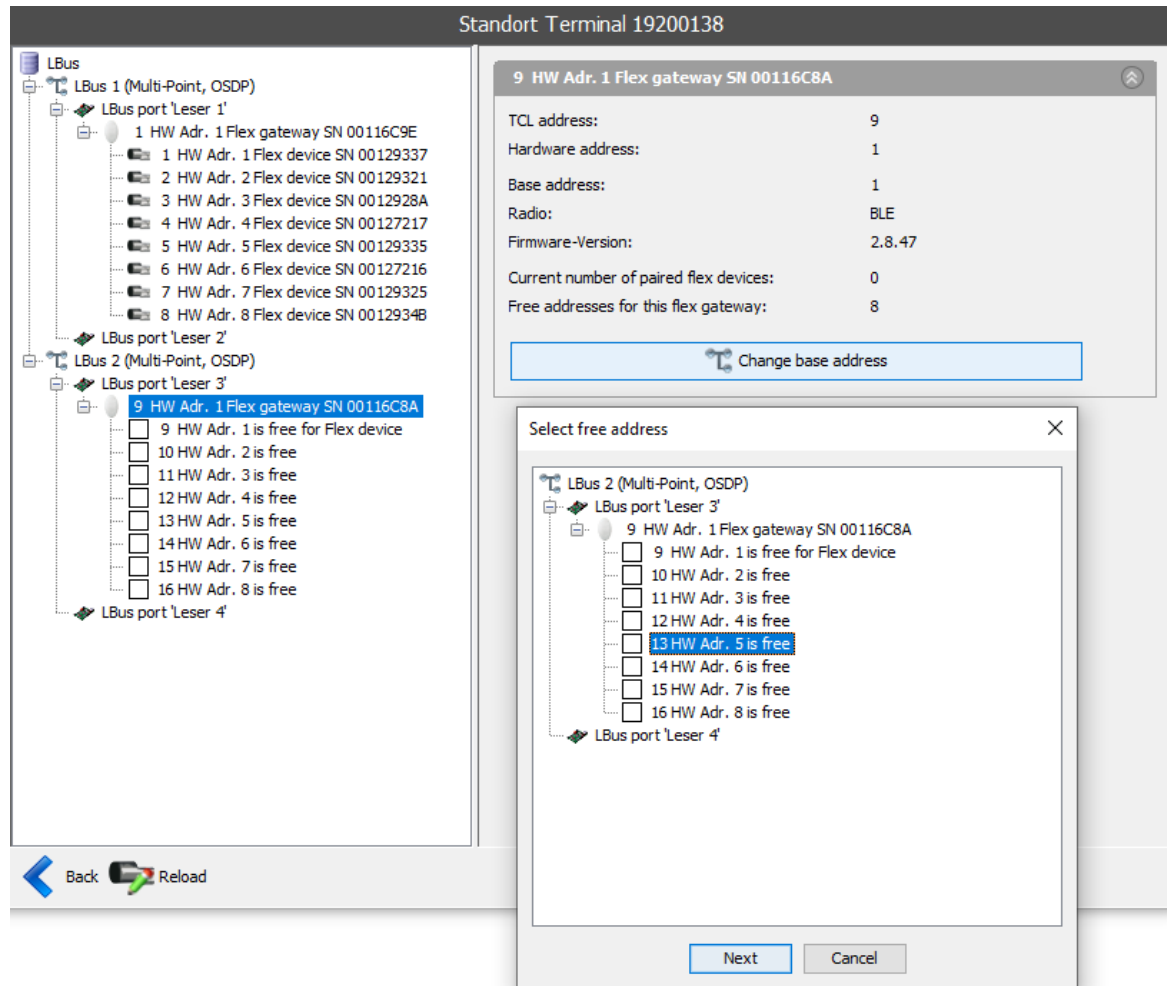 Standort Terminal 19200138
LBus
LBus 1 (Multi-Point, OSDP)
LBus port 'Leser 1'
1 HW Adr. 1 Flex gateway SN 00116C9E
1 HW Adr. 1 Flex device SN 00129337
2 HW Adr. 2 Flex device SN 00129321
3 HW Adr. 3 Flex device SN 0012928A
4 HW Adr. 4 Flex device SN 00127217
5 HW Adr. 5 Flex device SN 00129335
6 HW Adr. 6 Flex device SN 00127216
7 HW Adr. 7 Flex device SN 00129325
8 HW Adr. 8 Flex device SN 0012934B
LBus port 'Leser 2'
LBus 2 (Multi-Point, OSDP)
LBus port 'Leser 3'
9 HW Adr. 1 Flex gateway SN 00116C8A
9 HW Adr. 1 is free for Flex device
10 HW Adr. 2 is free
11 HW Adr. 3 is free
12 HW Adr. 4 is free
13 HW Adr. 5 is free
14 HW Adr. 6 is free
15 HW Adr. 7 is free
16 HW Adr. 8 is free
LBus port 'Leser 4'
9 HW Adr. 1 Flex gateway SN 00116C8A
TCL address: 9
Hardware address: 1
Base address: 1
Radio: BLE
Firmware-Version: 2.8.47
Current number of paired flex devices: 0
Free addresses for this flex gateway: 8
Change base address
Select free address
LBus 2 (Multi-Point, OSDP)
LBus port 'Leser 3'
9 HW Adr. 1 Flex gateway SN 00116C8A
9 HW Adr. 1 is free for Flex device
10 HW Adr. 2 is free
11 HW Adr. 3 is free
12 HW Adr. 4 is free
13 HW Adr. 5 is free
14 HW Adr. 6 is free
15 HW Adr. 7 is free
16 HW Adr. 8 is free
LBus port 'Leser 4'
Next Cancel
Back Reload